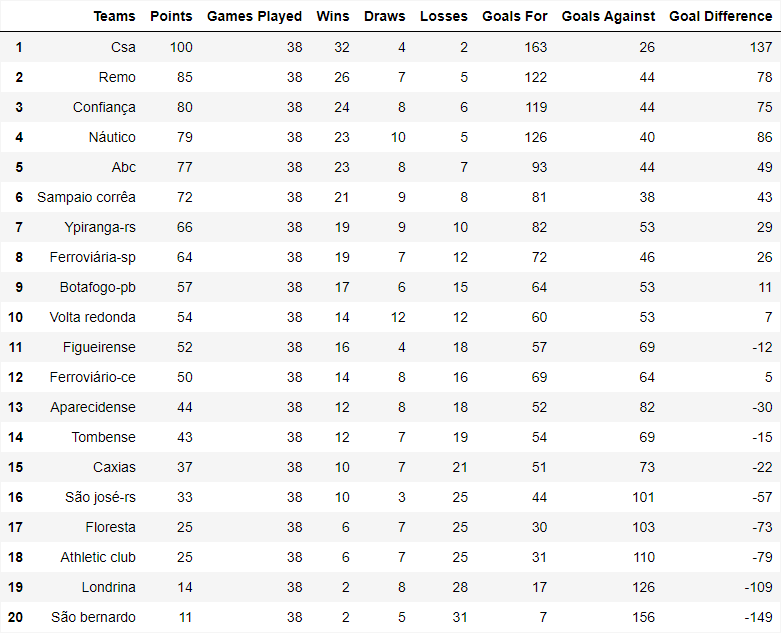 Teams Points Games Played Wins Draws Losses Goals For Goals Against Goal Difference
1 Csa 100 38 32 4 2 163 26 137
2 Remo 85 38 26 7 5 122 44 78
3 Confiança 80 38 24 8 6 119 44 75
4 Náutico 79 38 23 10 5 126 40 86
5 Abc 77 38 23 8 7 93 44 49
6 Sampaio corrêa 72 38 21 9 8 81 38 43
7 Ypiranga-rs 66 38 19 9 10 82 53 29
8 Ferroviária-sp 64 38 19 7 12 72 46 26
9 Botafogo-pb 57 38 17 6 15 64 53 11
10 Volta redonda 54 38 14 12 12 60 53 7
11 Figueirense 52 38 16 4 18 57 69 -12
12 Ferroviário-ce 50 38 14 8 16 69 64 5
13 Aparecidense 44 38 12 8 18 52 82 -30
14 Tombense 43 38 12 7 19 54 69 -15
15 Caxias 37 38 10 7 21 51 73 -22
16 São josé-rs 33 38 10 3 25 44 101 -57
17 Floresta 25 38 6 7 25 30 103 -73
18 Athletic club 25 38 6 7 25 31 110 -79
19 Londrina 14 38 2 8 28 17 126 -109
20 São bernardo 11 38 2 5 31 7 156 -149